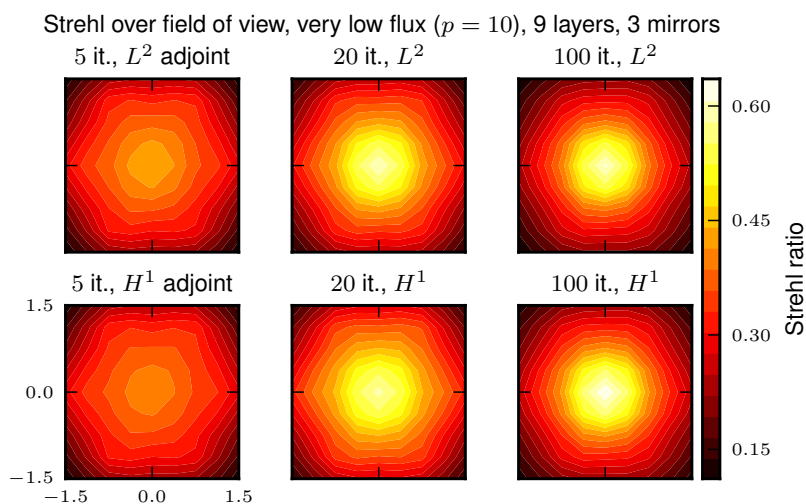 Strehl over field of view, very low flux (p = 10), 9 layers, 3 mirrors
5 it., L² adjoint
20 it., L²
100 it., L²
0.60
0.45
0.30
0.15
Strehl ratio
5 it., H¹ adjoint
20 it., H¹
100 it., H¹
1.5
0.0
−1.5
−1.5 0.0 1.5